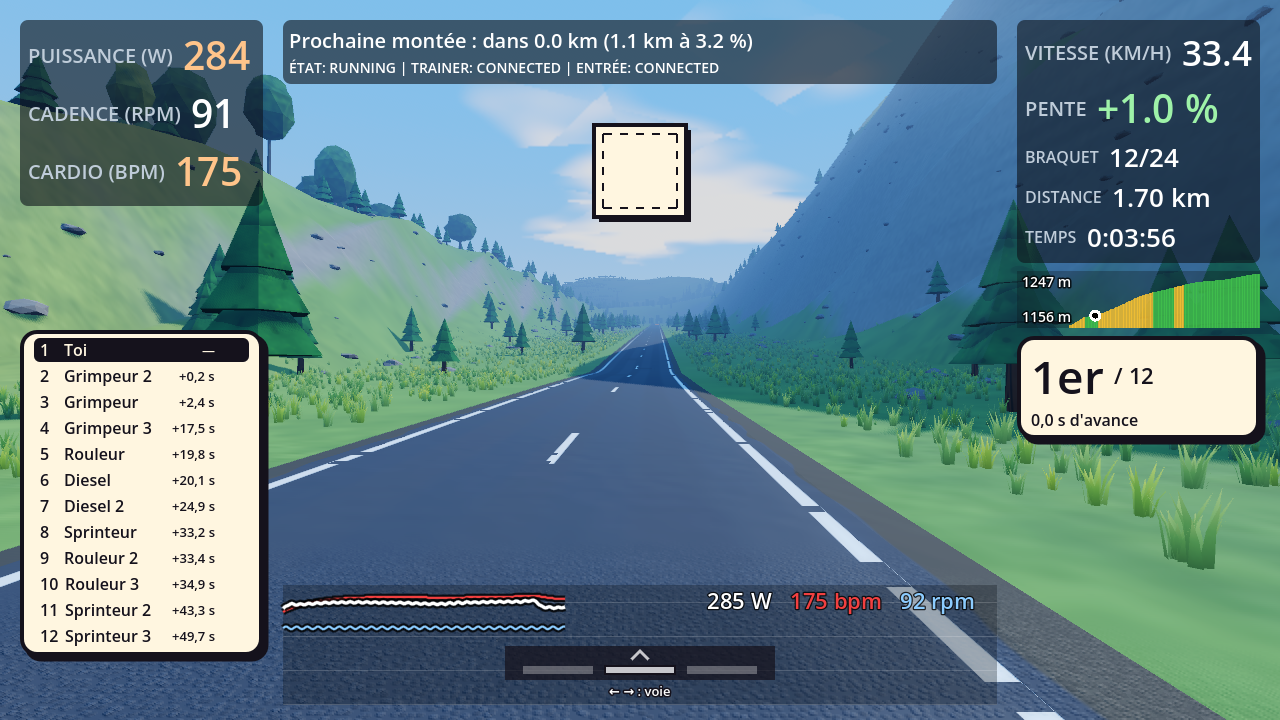 PUISSANCE (W) 284
CADENCE (RPM) 91
CARDIO (BPM) 175
Prochaine montée : dans 0.0 km (1.1 km à 3.2 %)
ÉTAT: RUNNING | TRAINER: CONNECTED | ENTRÉE: CONNECTED
VITESSE (KM/H) 33.4
PENTE +1.0 %
BRAQUET 12/24
DISTANCE 1.70 km
TEMPS 0:03:56
1247 m
1156 m
1er / 12
0,0 s d'avance
1 Toi —
2 Grimpeur 2 +0,2 s
3 Grimpeur +2,4 s
4 Grimpeur 3 +17,5 s
5 Rouleur +19,8 s
6 Diesel +20,1 s
7 Diesel 2 +24,9 s
8 Sprinteur +33,2 s
9 Rouleur 2 +33,4 s
10 Rouleur 3 +34,9 s
11 Sprinteur 2 +43,3 s
12 Sprinteur 3 +49,7 s
285 W 175 bpm 92 rpm
←→ : voie